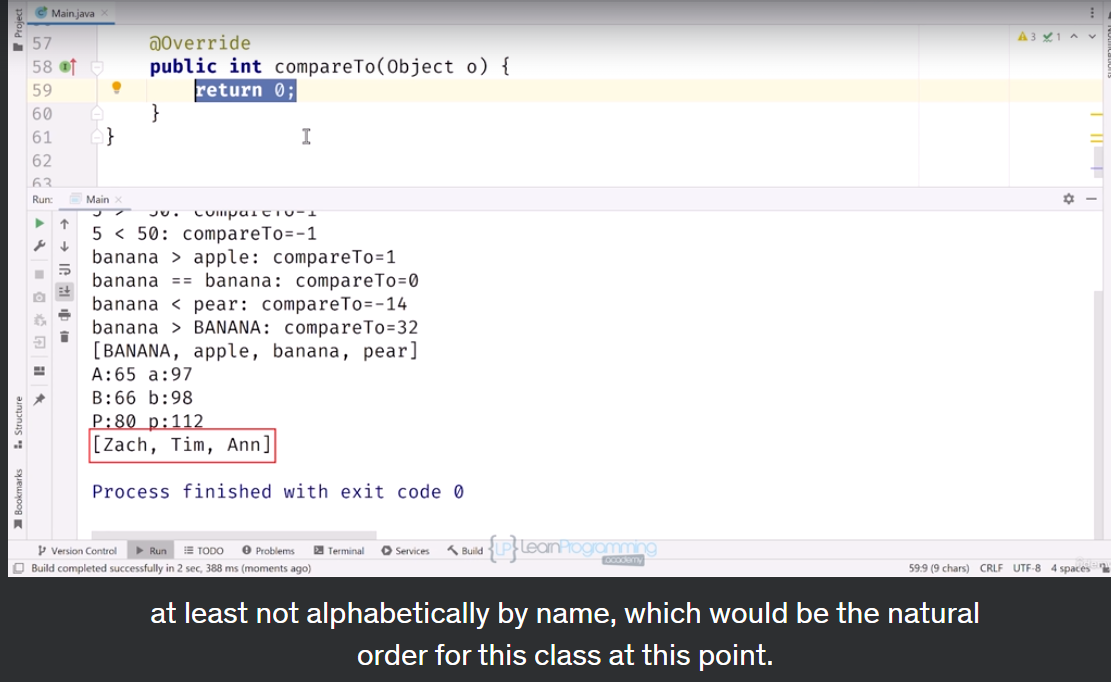 Project
Main.java
57 @Override
3 1
58 public int compareTo(Object o) {
59 return 0;
60 }
61 }
62
63
Run: Main
5 > 50: compareTo=1
5 < 50: compareTo=-1
banana > apple: compareTo=1
banana == banana: compareTo=0
banana < pear: compareTo=-14
banana > BANANA: compareTo=32
[BANANA, apple, banana, pear]
A:65 a:97
B:66 b:98
P:80 p:112
[Zach, Tim, Ann]
Process finished with exit code 0
Structure
Bookmarks
Version Control Run TODO Problems Terminal Services Build
{LP} LearnProgramming
academy
Build completed successfully in 2 sec, 388 ms (moments ago) 59:9 (9 chars) CRLF UTF-8 4 spaces
at least not alphabetically by name, which would be the natural
order for this class at this point.